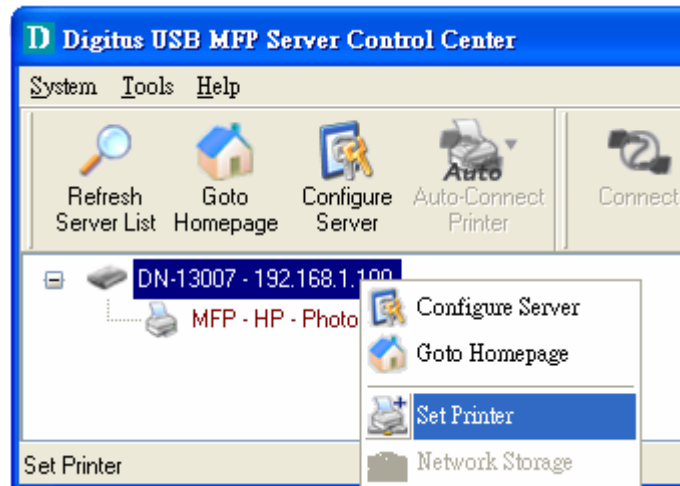 D Digitus USB MFP Server Control Center
System Tools Help
Refresh Server List
Goto Homepage
Configure Server
Auto
Auto-Connect Printer
Connect
DN-13007 - 192.168.1.100
MFP - HP - Photo
Configure Server
Goto Homepage
Set Printer
Network Storage
Set Printer